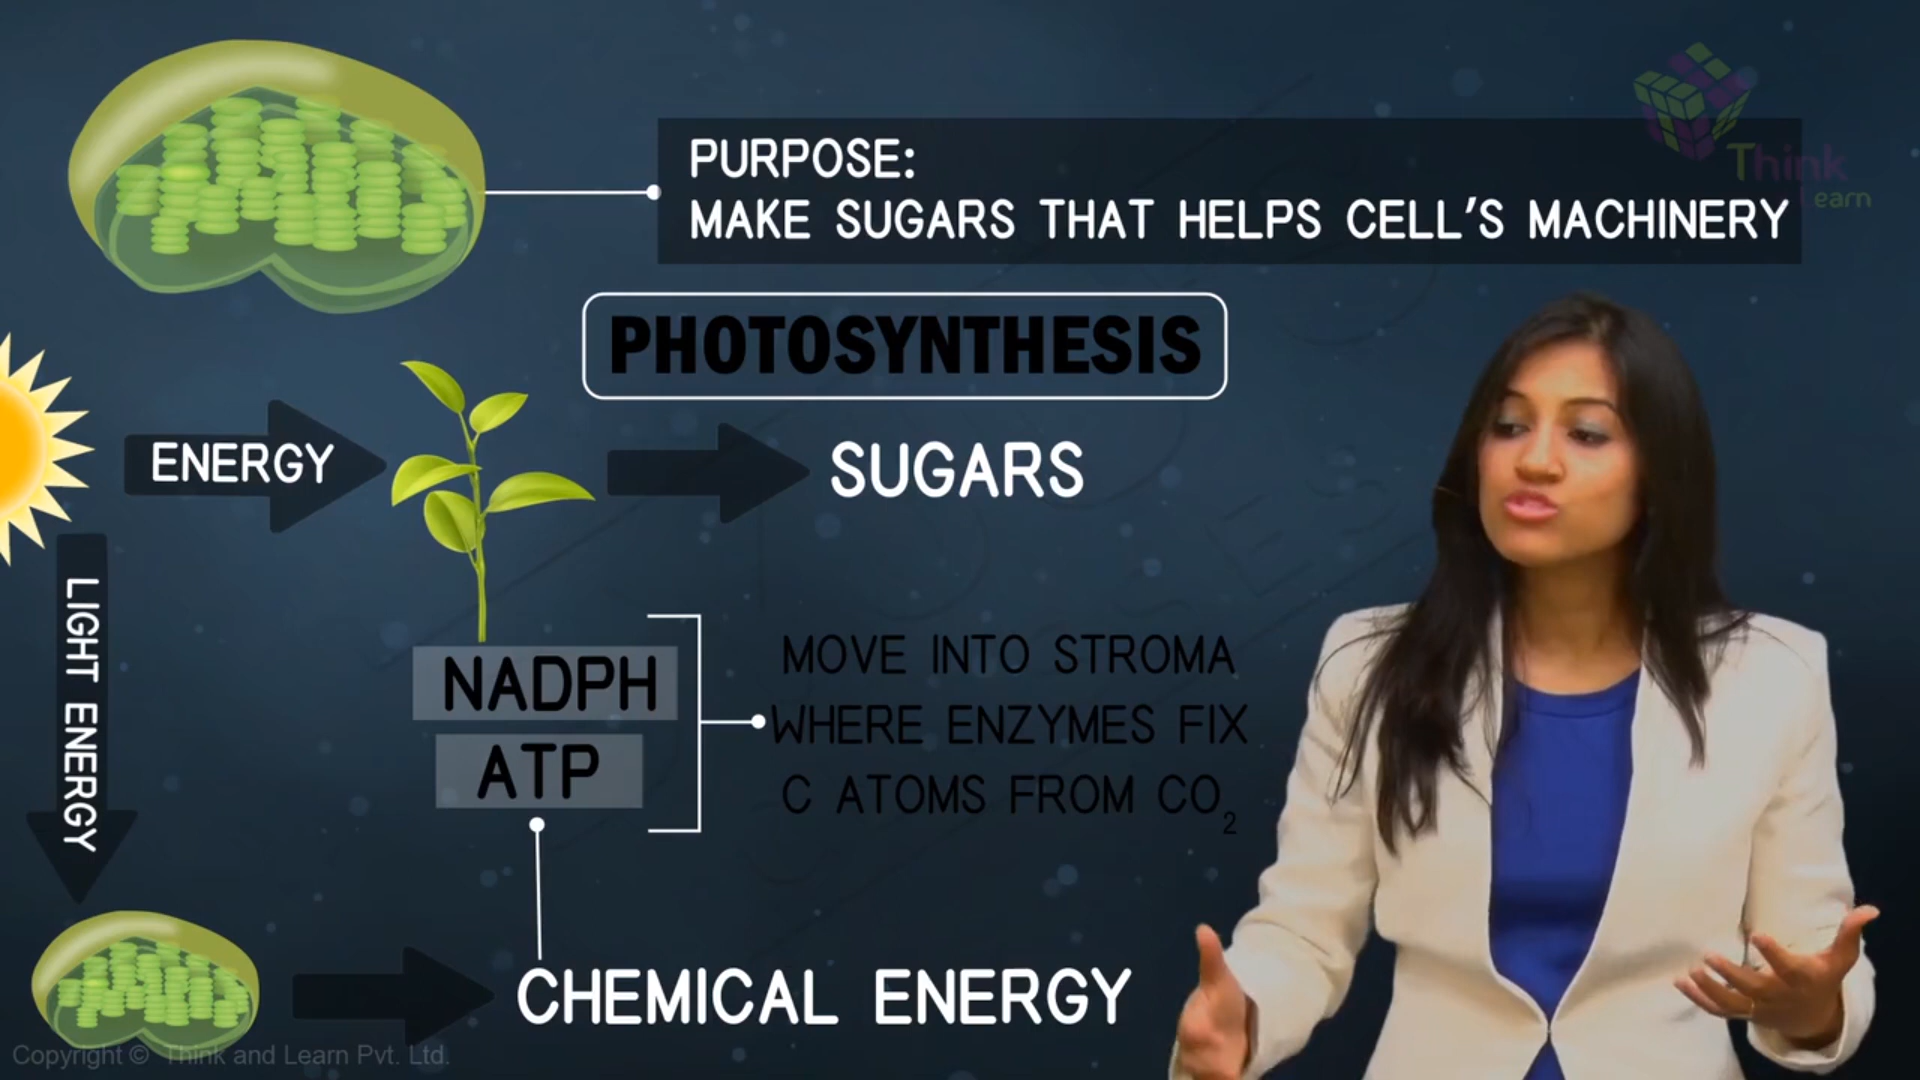 Think
Learn
PURPOSE:
MAKE SUGARS THAT HELPS CELL'S MACHINERY
PHOTOSYNTHESIS
ENERGY
SUGARS
LIGHT ENERGY
NADPH
ATP
MOVE INTO STROMA
WHERE ENZYMES FIX
C ATOMS FROM CO₂
CHEMICAL ENERGY
Copyright © Think and Learn Pvt. Ltd.